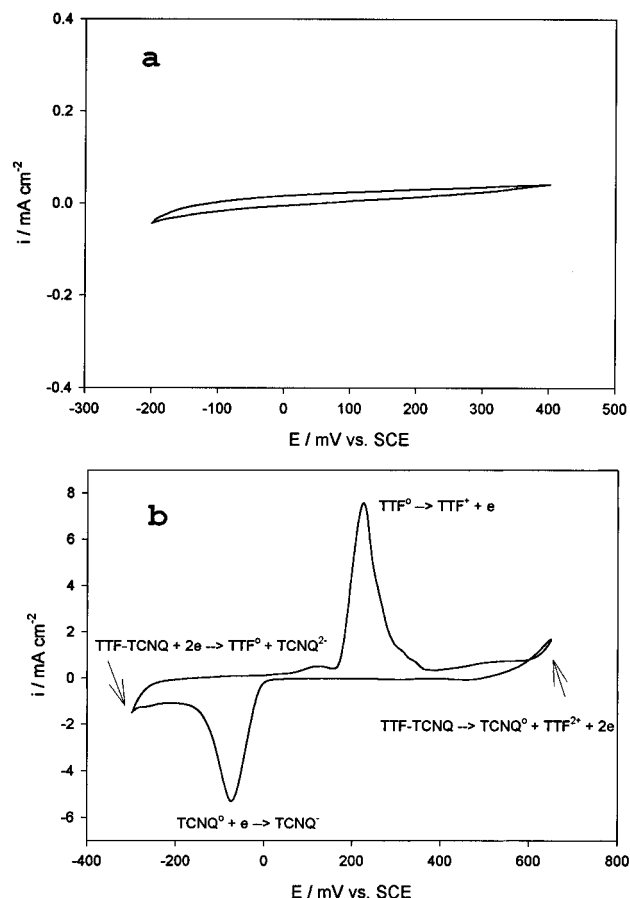 a
i / mA cm⁻²
0.4
0.2
0.0
-0.2
-0.4
-300 -200 -100 0 100 200 300 400 500
E / mV vs. SCE
b
i / mA cm⁻²
8
6
4
2
0
-2
-4
-6
TTF° --> TTF⁺ + e
TTF-TCNQ + 2e --> TTF° + TCNQ²⁻
TTF-TCNQ --> TCNQ° + TTF²⁺ + 2e
TCNQ° + e --> TCNQ⁻
-400 -200 0 200 400 600 800
E / mV vs. SCE